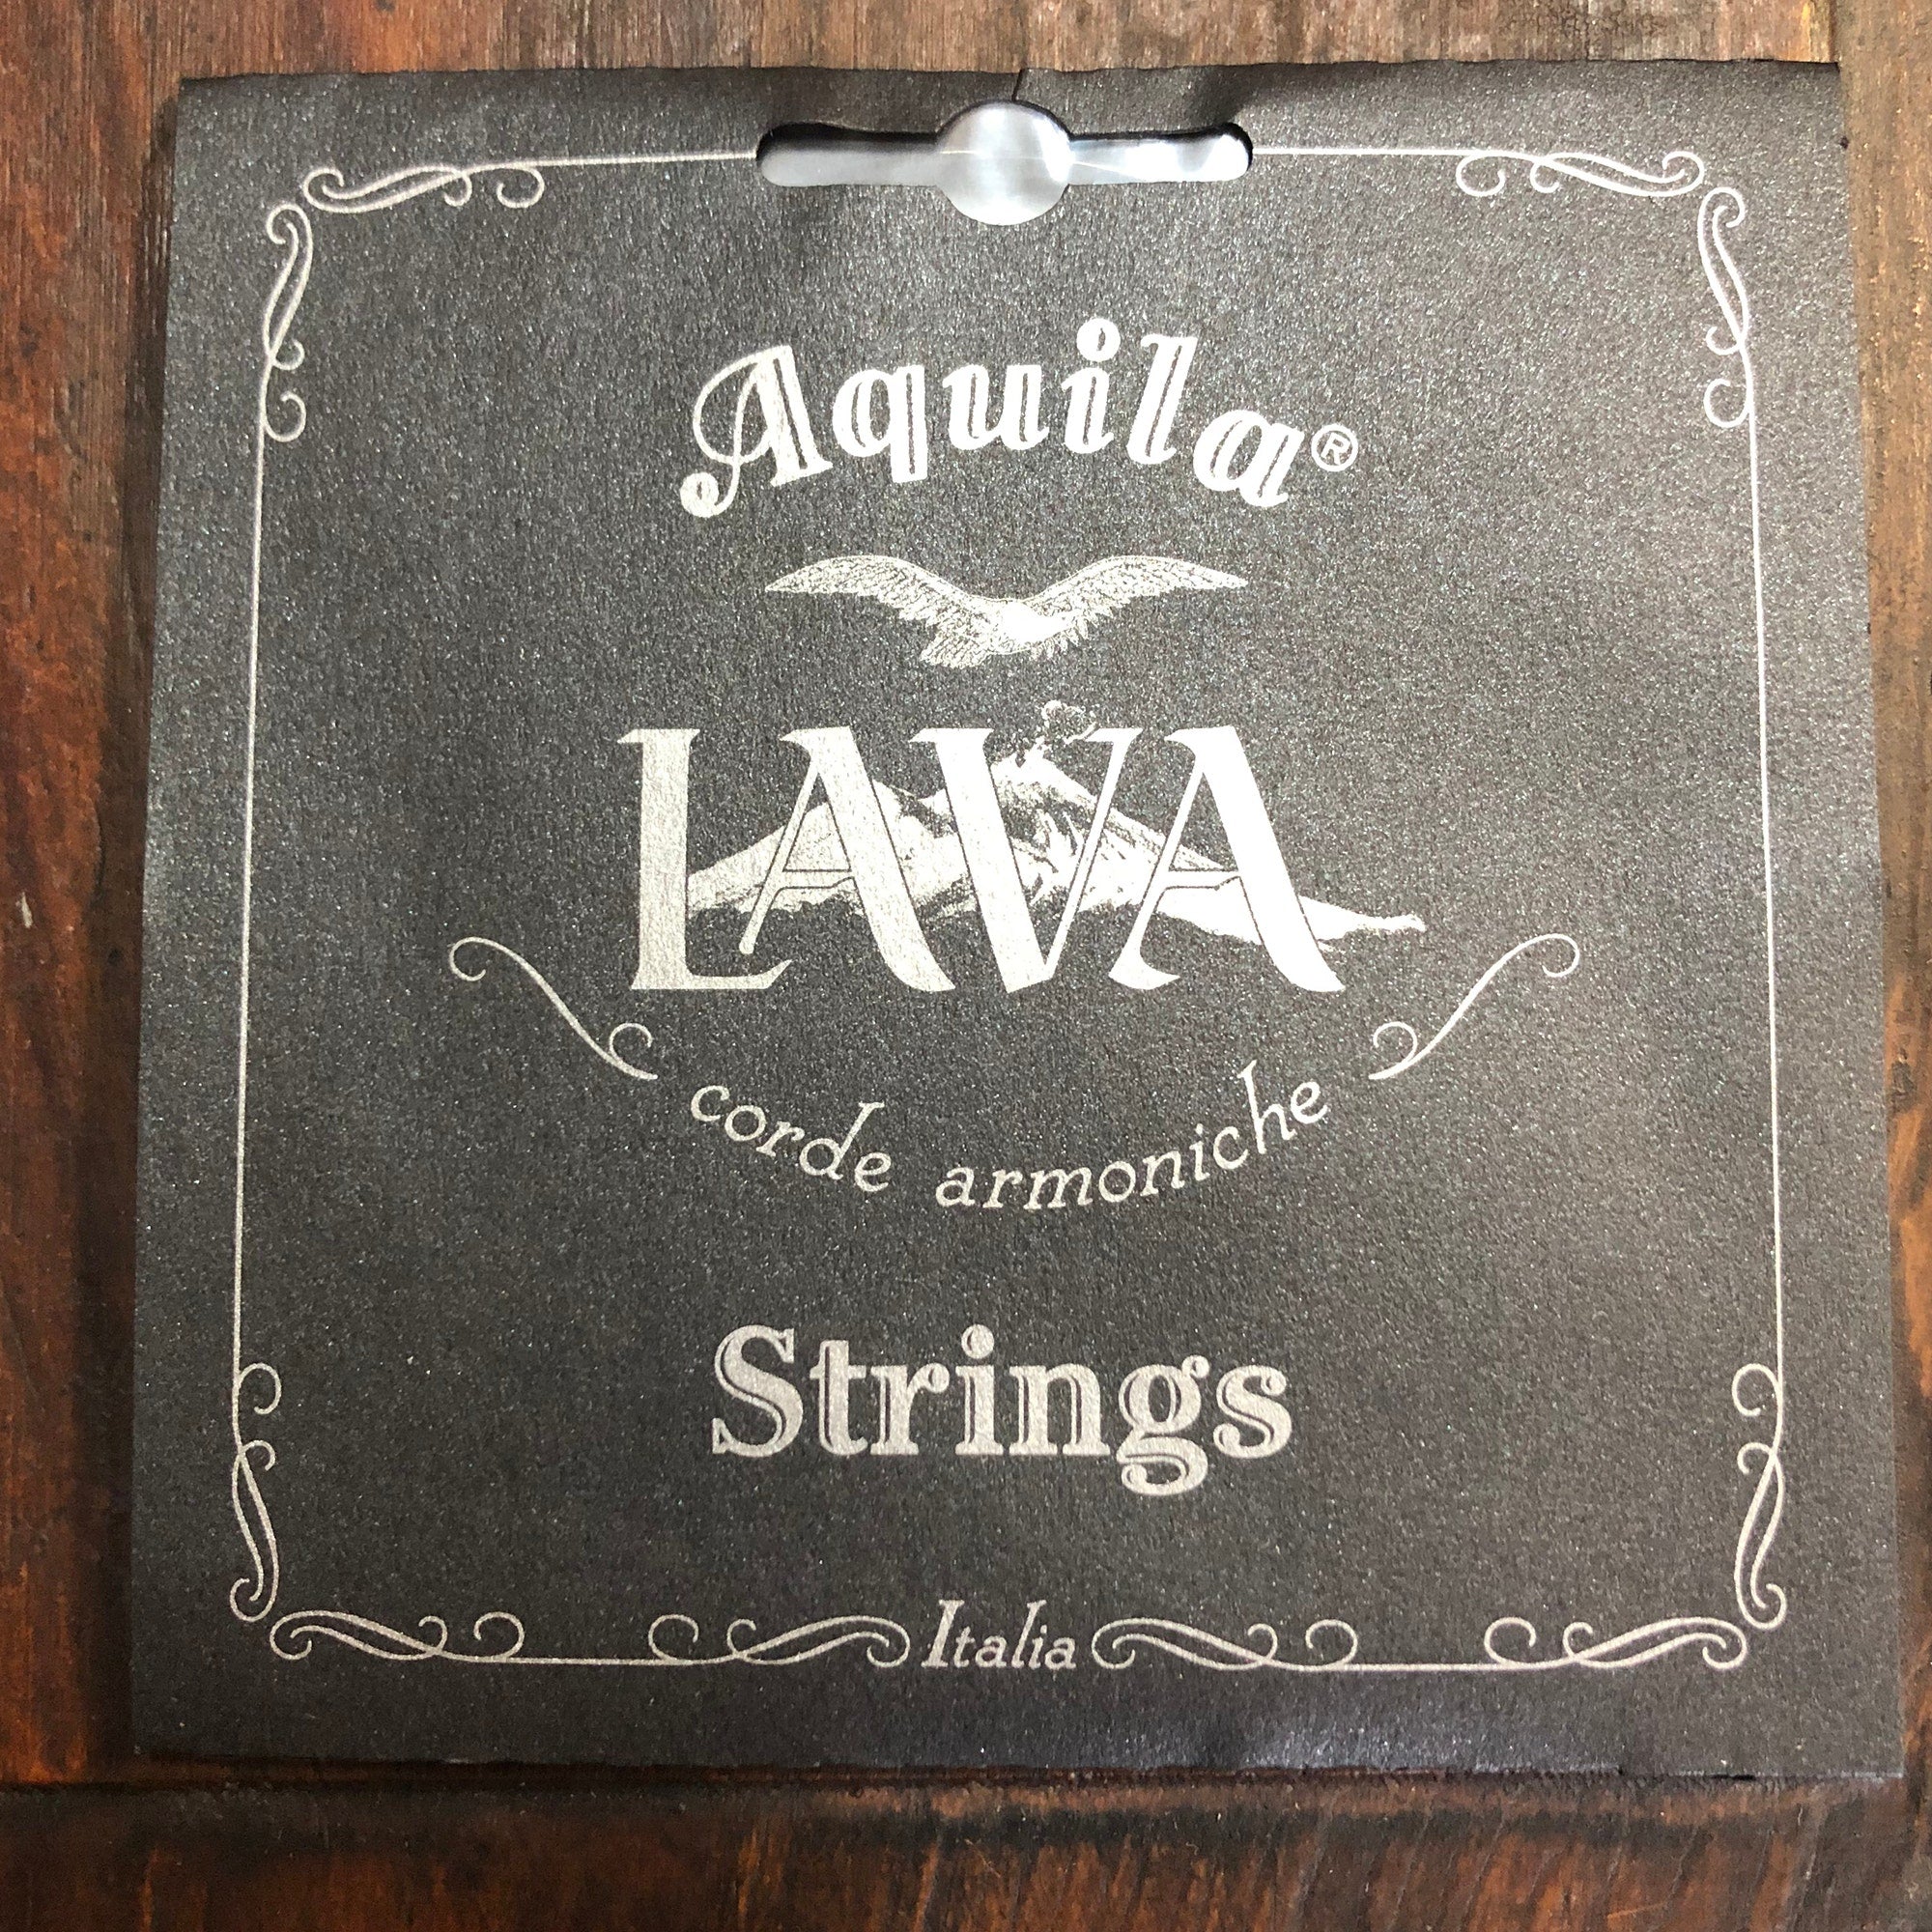 Aquila®
LAVA
corde armoniche
Strings
Italia